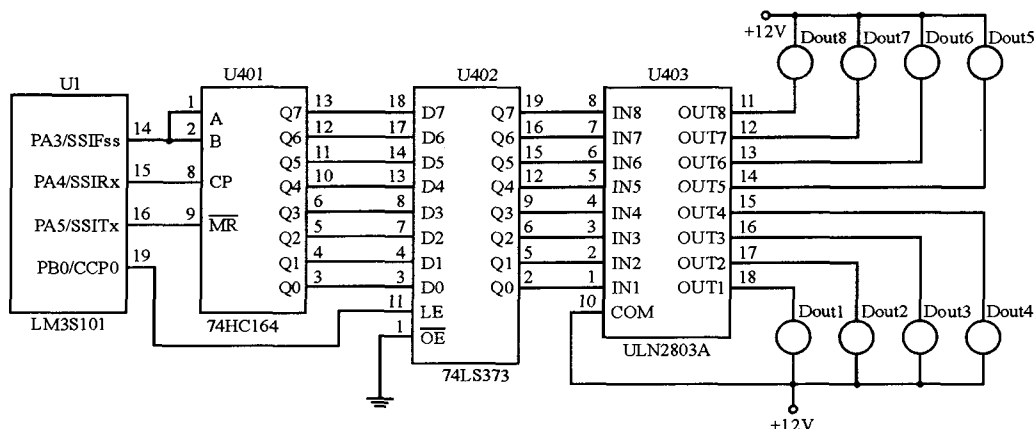 +12V
Dout8 Dout7 Dout6 Dout5
U1 U401 U402 U403
1 A Q7 13 18 D7 Q7 19 8 IN8 OUT8 11
PA3/SSIFss 14 2 B Q6 12 17 D6 Q6 16 7 IN7 OUT7 12
Q5 11 14 D5 Q5 15 6 IN6 OUT6 13
PA4/SSIRx 15 8 CP Q4 10 13 D4 Q4 12 5 IN5 OUT5 14
Q3 6 8 D3 Q3 9 4 IN4 OUT4 15
PA5/SSITx 16 9 MR Q2 5 7 D2 Q2 6 3 IN3 OUT3 16
PB0/CCP0 19 Q1 4 4 D1 Q1 5 2 IN2 OUT2 17
Q0 3 3 D0 Q0 2 1 IN1 OUT1 18
11 LE 10 COM
Dout1 Dout2 Dout3 Dout4
LM3S101 74HC164 1 OE
ULN2803A
74LS373
+12V